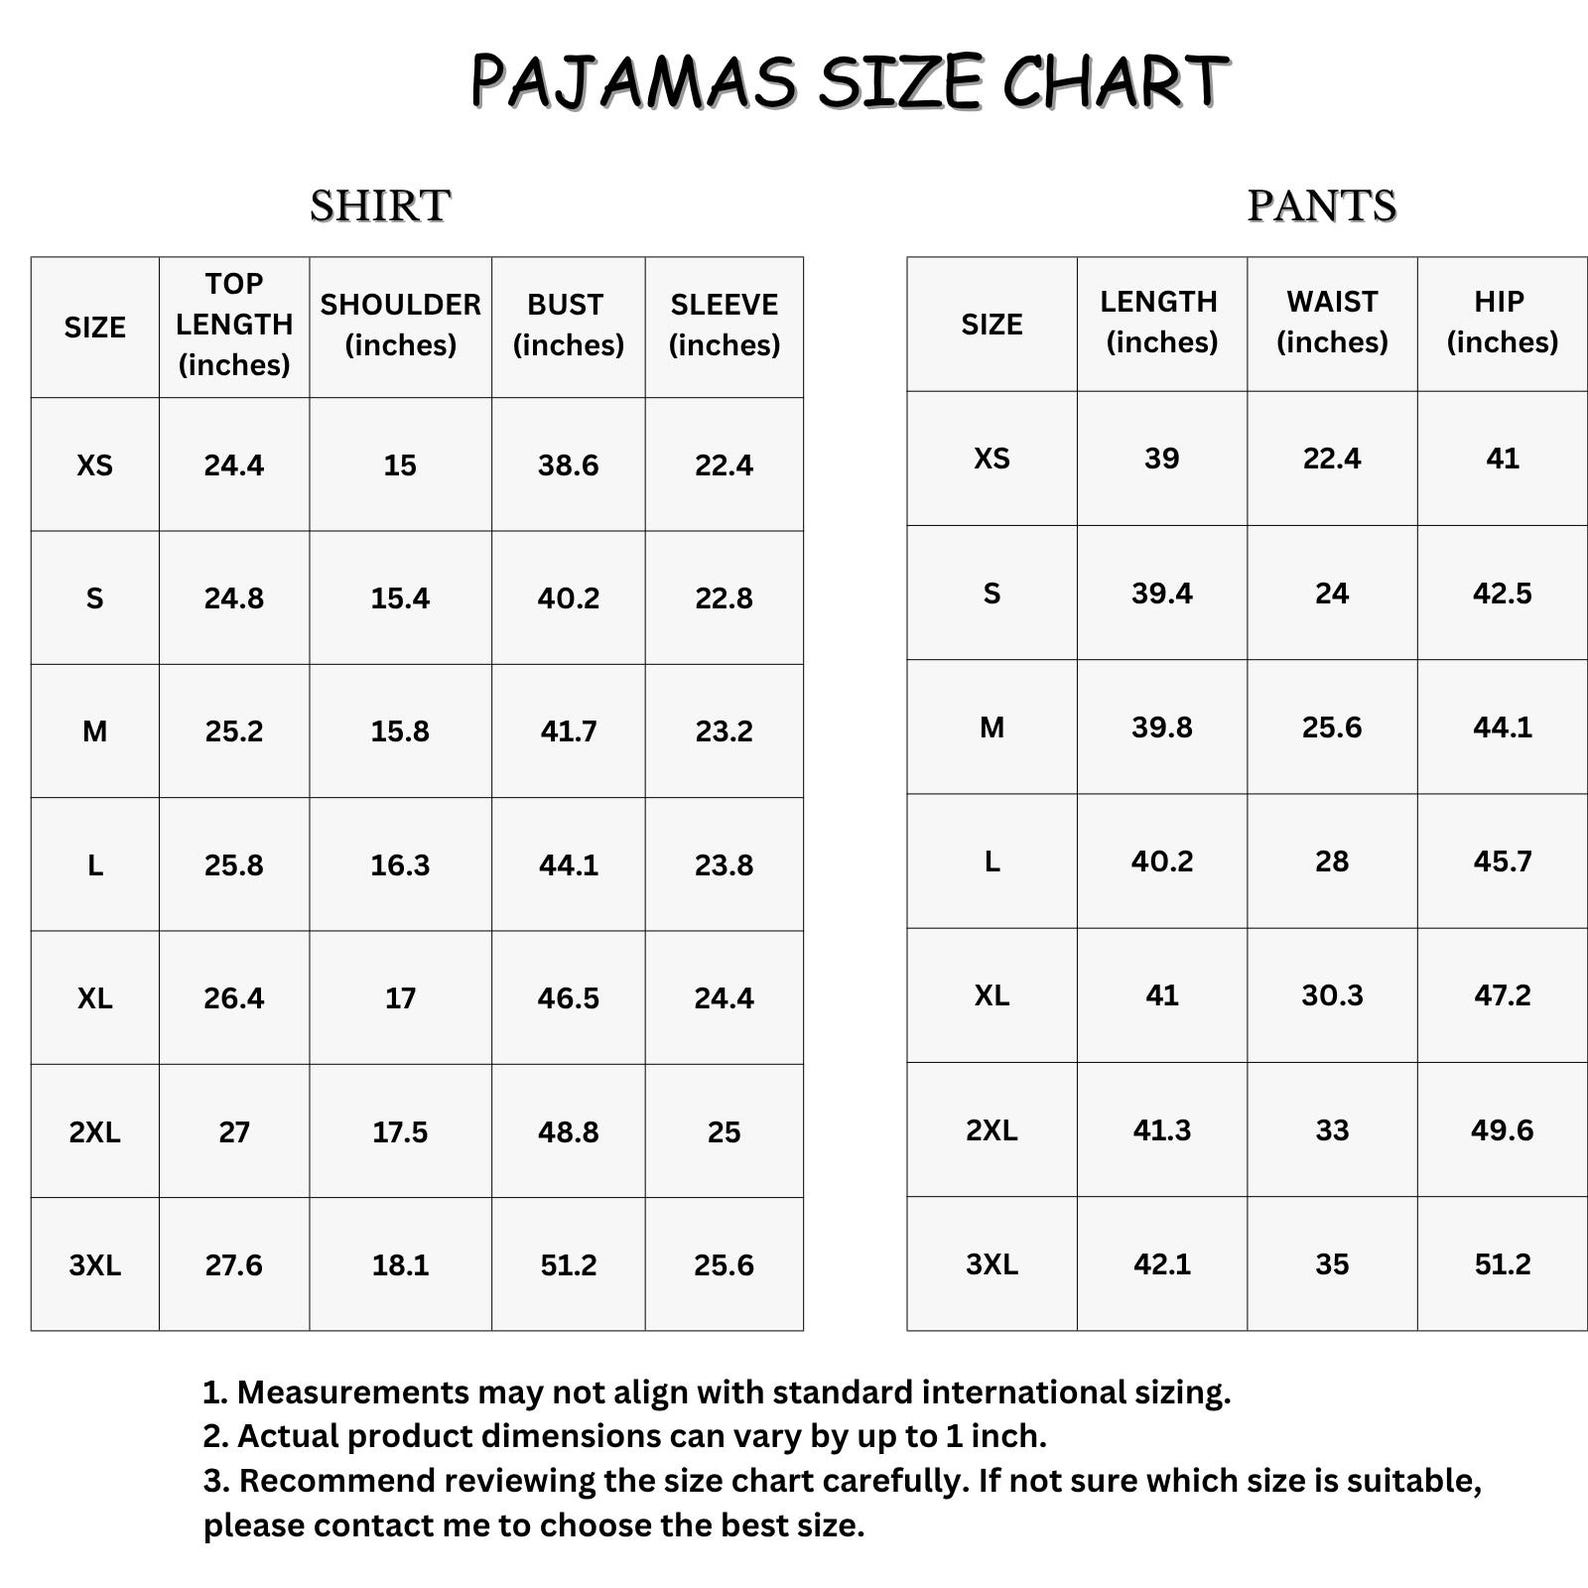 PAJAMAS SIZE CHART
SHIRT
SIZE TOP LENGTH (inches) SHOULDER (inches) BUST (inches) SLEEVE (inches)
XS 24.4 15 38.6 22.4
S 24.8 15.4 40.2 22.8
M 25.2 15.8 41.7 23.2
L 25.8 16.3 44.1 23.8
XL 26.4 17 46.5 24.4
2XL 27 17.5 48.8 25
3XL 27.6 18.1 51.2 25.6
PANTS
SIZE LENGTH (inches) WAIST (inches) HIP (inches)
XS 39 22.4 41
S 39.4 24 42.5
M 39.8 25.6 44.1
L 40.2 28 45.7
XL 41 30.3 47.2
2XL 41.3 33 49.6
3XL 42.1 35 51.2
1. Measurements may not align with standard international sizing.
2. Actual product dimensions can vary by up to 1 inch.
3. Recommend reviewing the size chart carefully. If not sure which size is suitable,
please contact me to choose the best size.